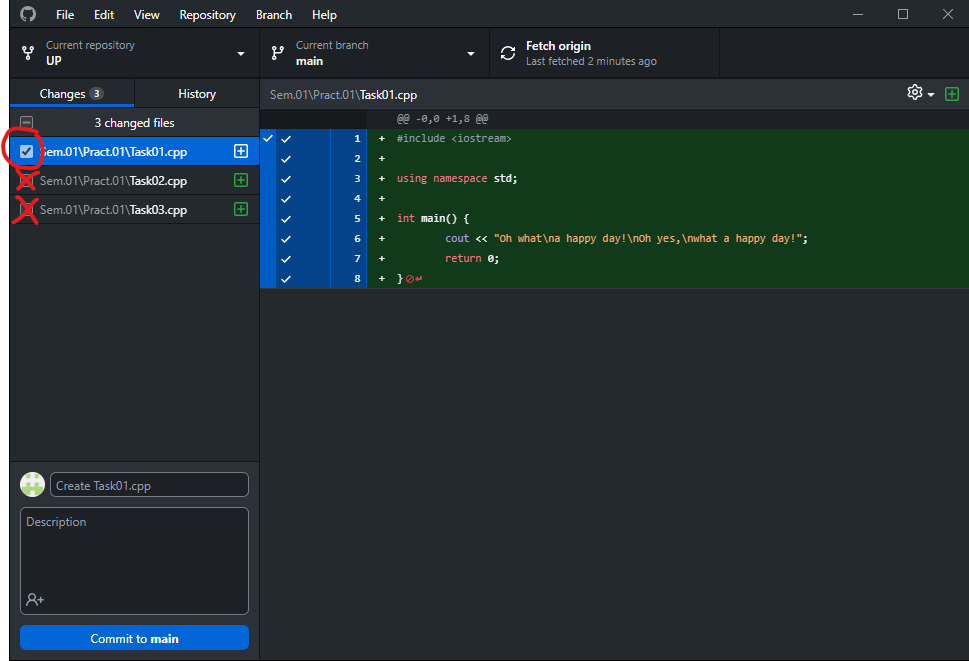 File Edit View Repository Branch Help
Current repository
UP
Current branch
main
Fetch origin
Last fetched 2 minutes ago
Changes 3
History
3 changed files
Sem.01\Pract.01\Task01.cpp
Sem.01\Pract.01\Task02.cpp
Sem.01\Pract.01\Task03.cpp
Create Task01.cpp
Description
Commit to main
Sem.01\Pract.01\Task01.cpp
@@ -0,0 +1,8 @@
1 + #include <iostream>
2 +
3 + using namespace std;
4 +
5 + int main() {
6 + cout << "Oh what\na happy day!\nOh yes,\nwhat a happy day!";
7 + return 0;
8 + }